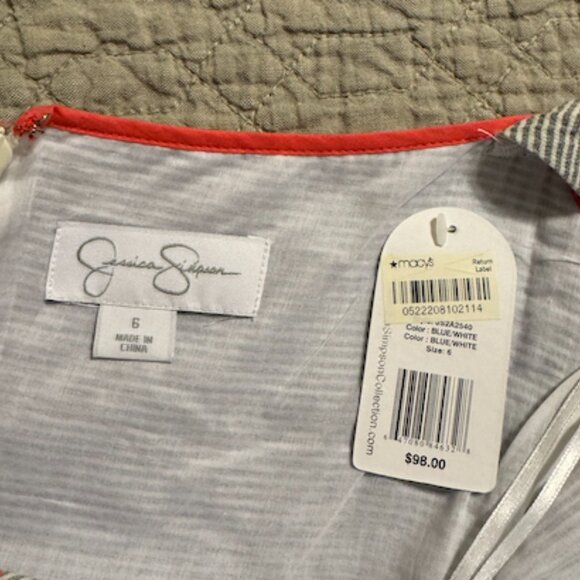 Jessica Simpson
6
MADE IN
CHINA
★macy's
Return
Label
0522208102114
JS2A2540
Color : BLUE/WHITE
Color : BLUE/WHITE
Size: 6
SimpsonCollection.com
$98.00